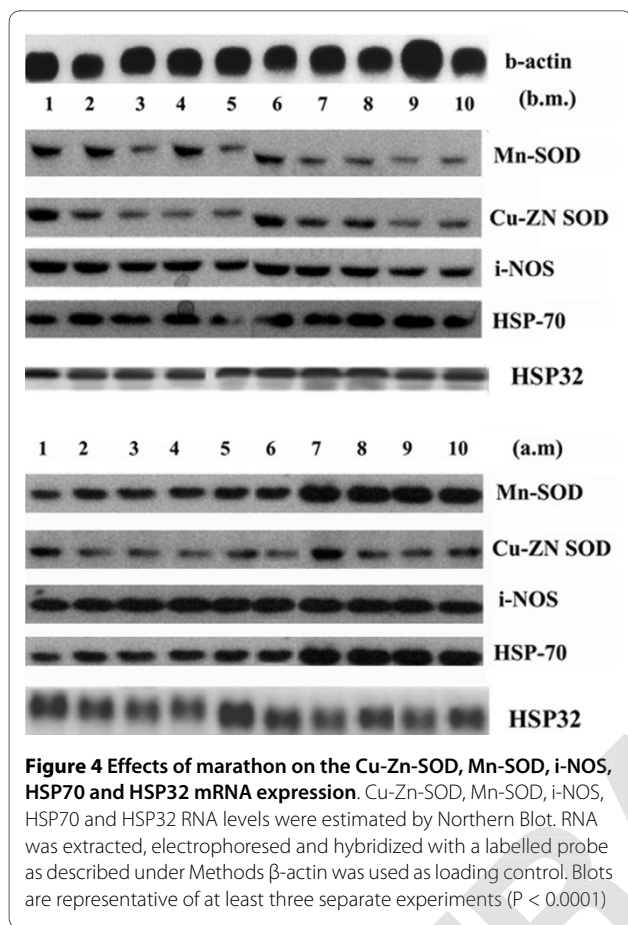 b-actin
1 2 3 4 5 6 7 8 9 10 (b.m.)
Mn-SOD
Cu-ZN SOD
i-NOS
HSP-70
HSP32
1 2 3 4 5 6 7 8 9 10 (a.m)
Mn-SOD
Cu-ZN SOD
i-NOS
HSP-70
HSP32
Figure 4 Effects of marathon on the Cu-Zn-SOD, Mn-SOD, i-NOS,
HSP70 and HSP32 mRNA expression. Cu-Zn-SOD, Mn-SOD, i-NOS,
HSP70 and HSP32 RNA levels were estimated by Northern Blot. RNA
was extracted, electrophoresed and hybridized with a labelled probe
as described under Methods β-actin was used as loading control. Blots
are representative of at least three separate experiments (P < 0.0001)